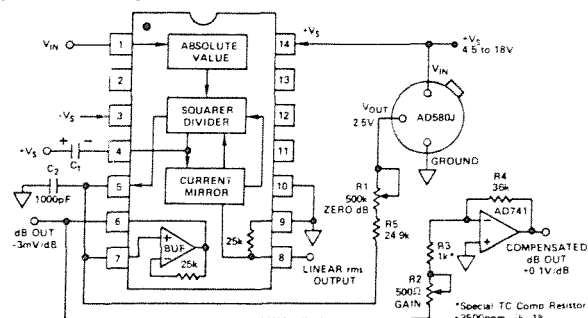 VIN
1
ABSOLUTE
VALUE
14
+VS
+VS
4.5 to 18V
2
13
VIN
-VS
3
SQUARER
DIVIDER
12
VOUT
2.5V
AD580J
+VS
+
-
C1
4
11
GROUND
C2
1000pF
5
CURRENT
MIRROR
10
R1
500k
ZERO dB
R4
36k
dB OUT
-3mV/dB
6
9
R5
24.9k
AD741
25k
COMPENSATED
dB OUT
+0.1V/dB
7
+
-
BUF
8
LINEAR rms
OUTPUT
R3
1k*
25k
R2
500Ω
GAIN
-
+
*Special TC Comp Resistor